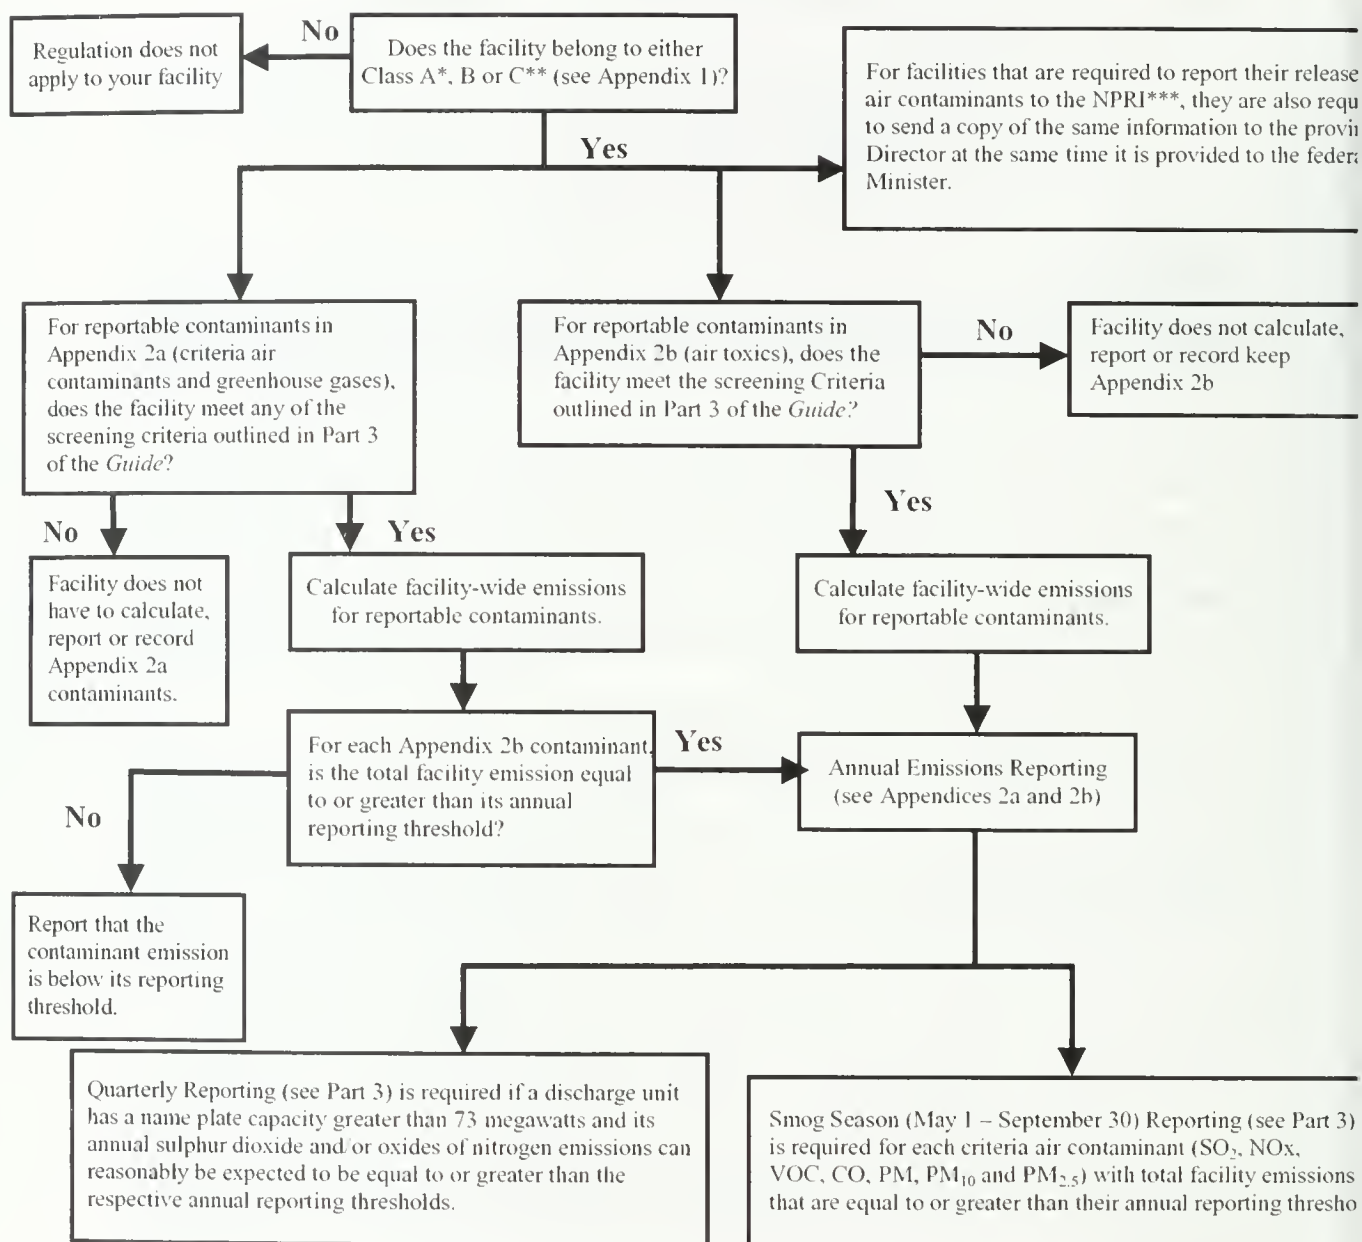 No
Regulation does not
apply to your facility
Does the facility belong to either
Class A*, B or C** (see Appendix 1)?
For facilities that are required to report their release
air contaminants to the NPRI***, they are also requ
to send a copy of the same information to the provin
Director at the same time it is provided to the federa
Minister.
Yes
For reportable contaminants in
Appendix 2a (criteria air
contaminants and greenhouse gases),
does the facility meet any of the
screening criteria outlined in Part 3
of the Guide?
For reportable contaminants in
Appendix 2b (air toxics), does the
facility meet the screening Criteria
outlined in Part 3 of the Guide?
No
Facility does not calculate,
report or record keep
Appendix 2b
No
Yes
Yes
Facility does not
have to calculate,
report or record
Appendix 2a
contaminants.
Calculate facility-wide emissions
for reportable contaminants.
Calculate facility-wide emissions
for reportable contaminants.
For each Appendix 2b contaminant,
is the total facility emission equal
to or greater than its annual
reporting threshold?
Yes
Annual Emissions Reporting
(see Appendices 2a and 2b)
No
Report that the
contaminant emission
is below its reporting
threshold.
Quarterly Reporting (see Part 3) is required if a discharge unit
has a name plate capacity greater than 73 megawatts and its
annual sulphur dioxide and/or oxides of nitrogen emissions can
reasonably be expected to be equal to or greater than the
respective annual reporting thresholds.
Smog Season (May 1 – September 30) Reporting (see Part 3)
is required for each criteria air contaminant (SO2, NOx,
VOC, CO, PM, PM10 and PM2.5) with total facility emissions
that are equal to or greater than their annual reporting thresho